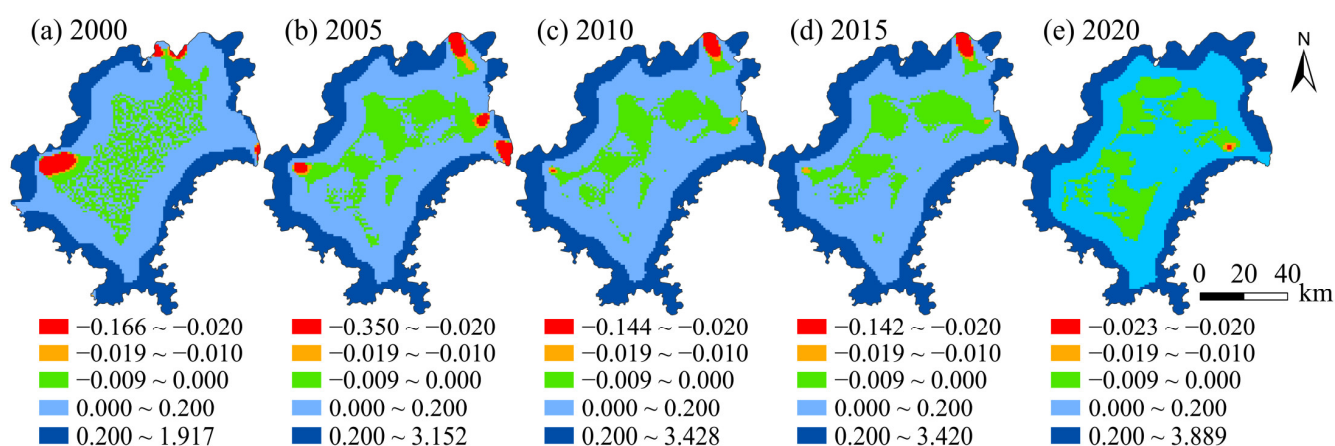 (a) 2000
(b) 2005
(c) 2010
(d) 2015
(e) 2020
N
0 20 40
km
−0.166 ~ −0.020
−0.019 ~ −0.010
−0.009 ~ 0.000
0.000 ~ 0.200
0.200 ~ 1.917
−0.350 ~ −0.020
−0.019 ~ −0.010
−0.009 ~ 0.000
0.000 ~ 0.200
0.200 ~ 3.152
−0.144 ~ −0.020
−0.019 ~ −0.010
−0.009 ~ 0.000
0.000 ~ 0.200
0.200 ~ 3.428
−0.142 ~ −0.020
−0.019 ~ −0.010
−0.009 ~ 0.000
0.000 ~ 0.200
0.200 ~ 3.420
−0.023 ~ −0.020
−0.019 ~ −0.010
−0.009 ~ 0.000
0.000 ~ 0.200
0.200 ~ 3.889